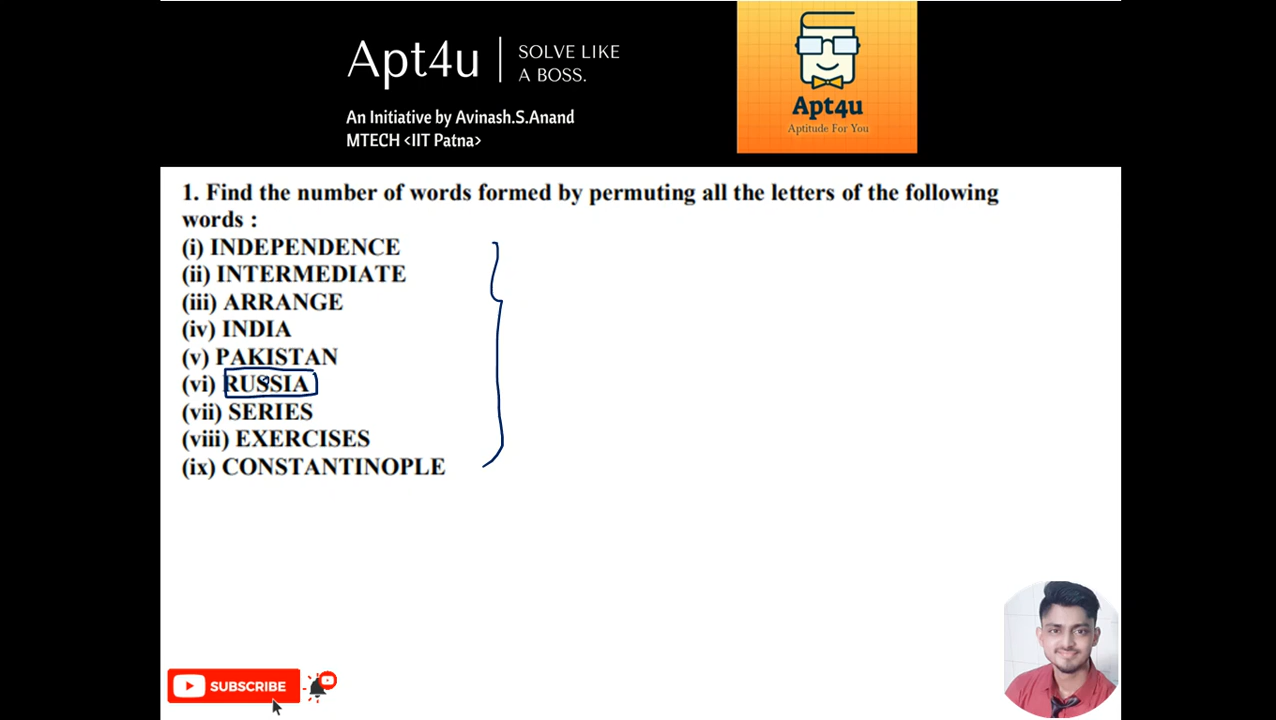 Apt4u
SOLVE LIKE
A BOSS.
An Initiative by Avinash.S.Anand
MTECH <IIT Patna>
Apt4u
Aptitude For You
1. Find the number of words formed by permuting all the letters of the following
words :
(i) INDEPENDENCE
(ii) INTERMEDIATE
(iii) ARRANGE
(iv) INDIA
(v) PAKISTAN
(vi) RUSSIA
(vii) SERIES
(viii) EXERCISES
(ix) CONSTANTINOPLE
SUBSCRIBE